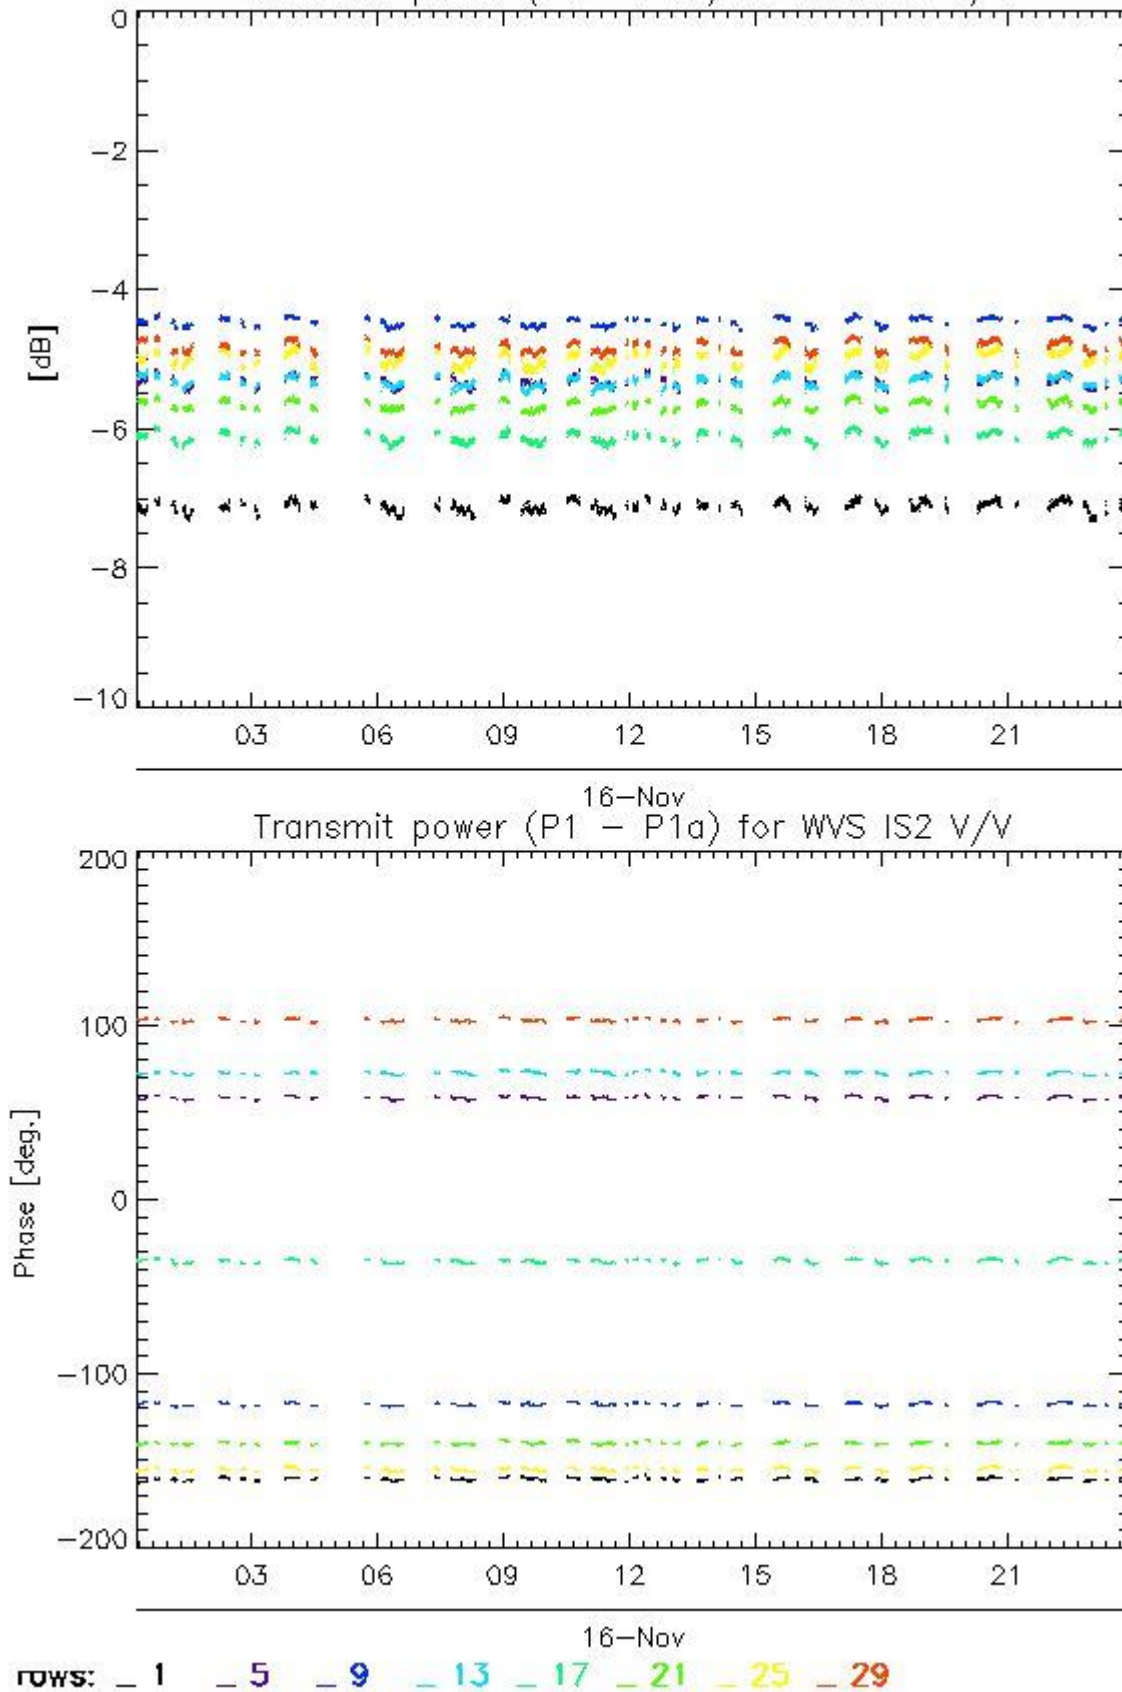 0
−2
−4
−6
−8
−10
[dB]
03 06 09 12 15 18 21
16−Nov
Transmit power (P1 − P1a) for WVS IS2 V/V
200
100
0
−100
−200
Phase [deg.]
03 06 09 12 15 18 21
16−Nov
rows: _ 1 _ 5 _ 9 _ 13 _ 17 _ 21 _ 25 _ 29